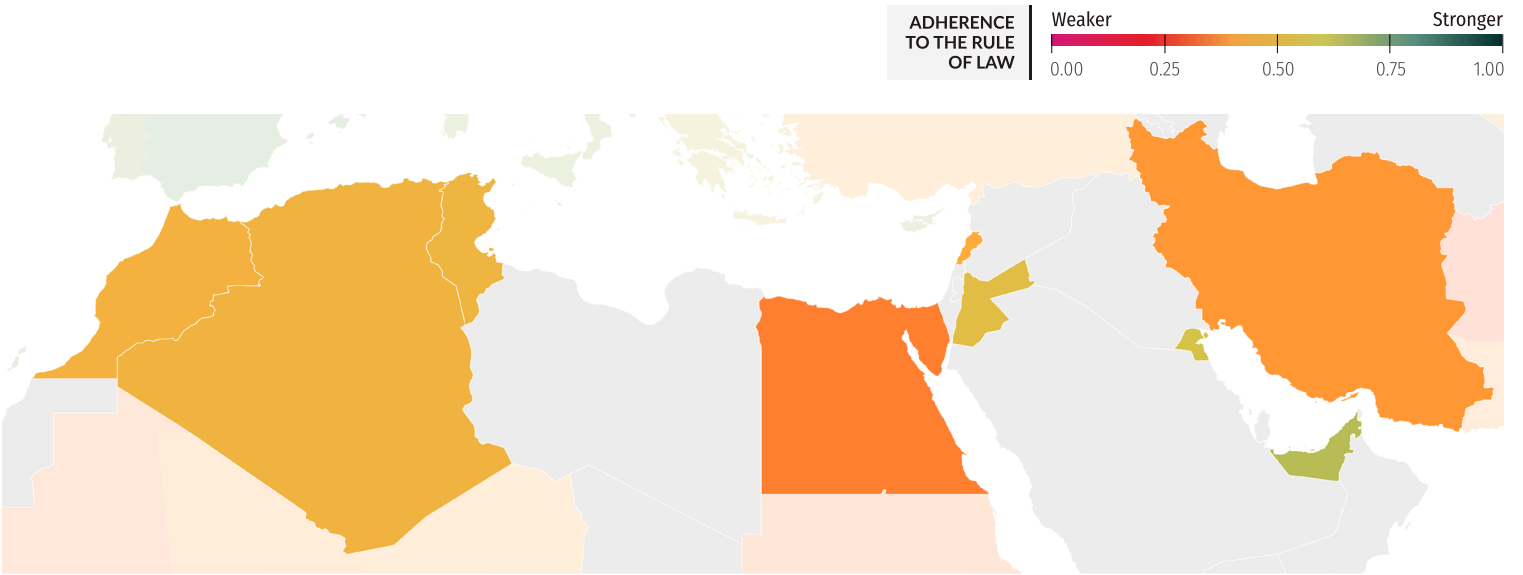 ADHERENCE
TO THE RULE
OF LAW
Weaker Stronger
0.00 0.25 0.50 0.75 1.00